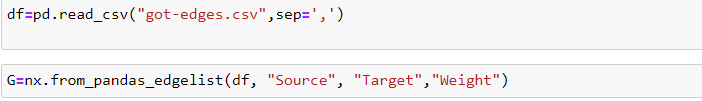 df=pd.read_csv("got-edges.csv",sep=',')
G=nx.from_pandas_edgelist(df, "Source", "Target","Weight")